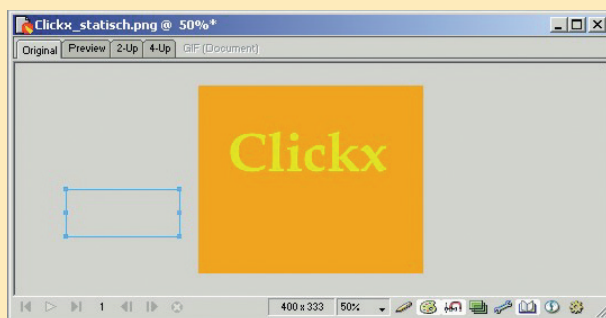 Clickx_statisch.png @ 50%*
Original Preview 2-Up 4-Up GIF (Document)
Clickx
1 400 x 333 50%